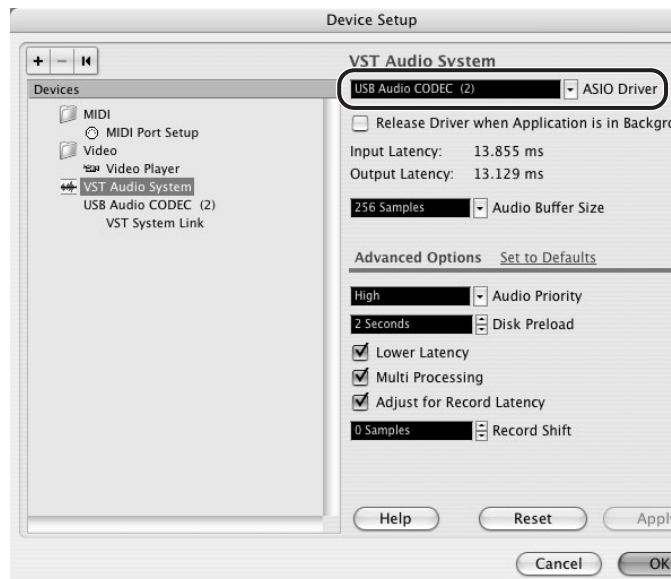 Device Setup
+ −
Devices
MIDI
MIDI Port Setup
Video
Video Player
VST Audio System
USB Audio CODEC (2)
VST System Link
VST Audio System
USB Audio CODEC (2) ASIO Driver
Release Driver when Application is in Backgro
Input Latency: 13.855 ms
Output Latency: 13.129 ms
256 Samples Audio Buffer Size
Advanced Options Set to Defaults
High Audio Priority
2 Seconds Disk Preload
Lower Latency
Multi Processing
Adjust for Record Latency
0 Samples Record Shift
Help Reset Appl
Cancel OK